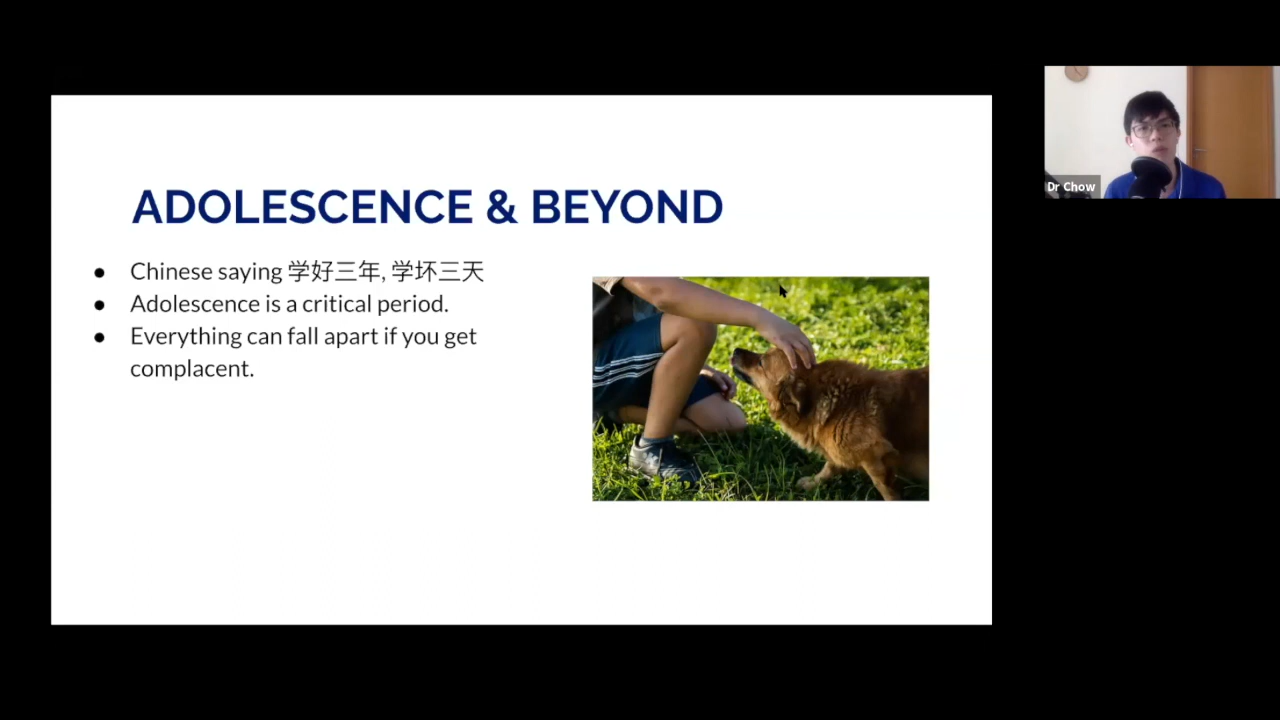 ADOLESCENCE & BEYOND
● Chinese saying 学好三年, 学坏三天
● Adolescence is a critical period.
● Everything can fall apart if you get
complacent.
Dr Chow